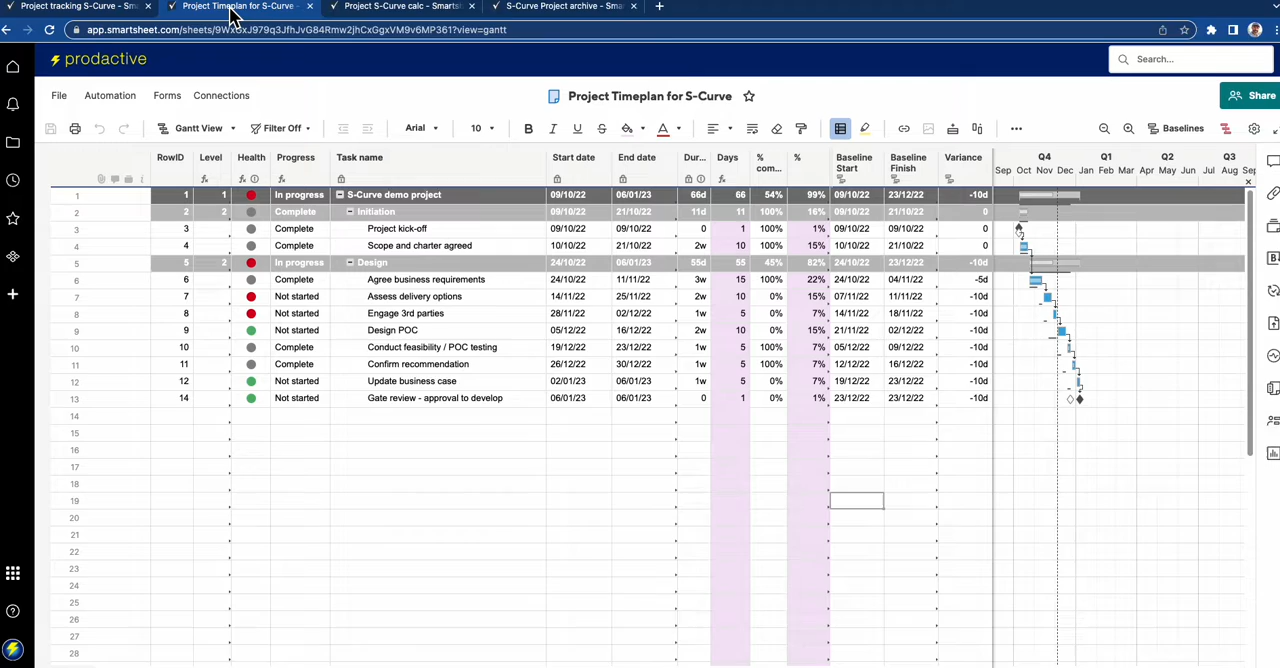 Project tracking S-Curve - Sma × Project Timeplan for S-Curve - × Project S-Curve calc - Smartsh × S-Curve Project archive - Smar ×
app.smartsheet.com/sheets/
prodactive Search...
File Automation Forms Connections Project Timeplan for S-Curve Share
Gantt View Filter Off Arial 10 B I U S A Baselines
RowID Level Health Progress Task name Start date End date Dur... Days % com... % Baseline Start Baseline Finish Variance Q4 Q1 Q2 Q3
Sep Oct Nov Dec Jan Feb Mar Apr May Jun Jul Aug Sep
1 1 1 In progress S-Curve demo project 09/10/22 06/01/23 66d 66 54% 99% 09/10/22 23/12/22 -10d
2 2 2 Complete Initiation 09/10/22 21/10/22 11d 11 100% 16% 09/10/22 21/10/22 0
3 3 Complete Project kick-off 09/10/22 09/10/22 0 1 100% 1% 09/10/22 09/10/22 0
4 4 Complete Scope and charter agreed 10/10/22 21/10/22 2w 10 100% 15% 10/10/22 21/10/22 0
5 5 2 In progress Design 24/10/22 06/01/23 55d 55 45% 82% 24/10/22 23/12/22 -10d
6 6 Complete Agree business requirements 24/10/22 11/11/22 3w 15 100% 22% 24/10/22 04/11/22 -5d
7 7 Not started Assess delivery options 14/11/22 25/11/22 2w 10 0% 15% 07/11/22 11/11/22 -10d
8 8 Not started Engage 3rd parties 28/11/22 02/12/22 1w 5 0% 7% 14/11/22 18/11/22 -10d
9 9 Not started Design POC 05/12/22 16/12/22 2w 10 0% 15% 21/11/22 02/12/22 -10d
10 10 Complete Conduct feasibility / POC testing 19/12/22 23/12/22 1w 5 100% 7% 05/12/22 09/12/22 -10d
11 11 Complete Confirm recommendation 26/12/22 30/12/22 1w 5 100% 7% 12/12/22 16/12/22 -10d
12 12 Not started Update business case 02/01/23 06/01/23 1w 5 0% 7% 19/12/22 23/12/22 -10d
13 14 Not started Gate review - approval to develop 06/01/23 06/01/23 0 1 0% 1% 23/12/22 23/12/22 -10d
14
15
16
17
18
19
20
21
22
23
24
25
26
27
28